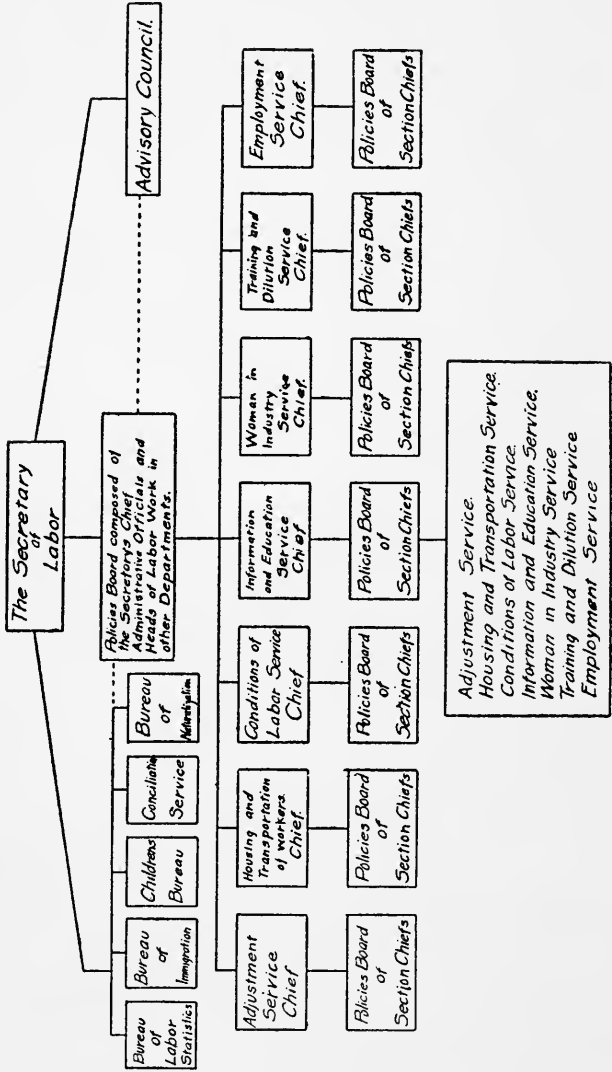 The Secretary
of
Labor
Advisory Council.
Policies Board composed of
the Secretary's Chief
Administrative Officials and
Heads of Labor Work in
other Departments.
Bureau
of
Labor
Statistics
Bureau
of
Immigration
Childrens
Bureau
Conciliation
Service
Bureau
of
Naturalization
Adjustment
Service
Chief
Housing and
Transportation
of workers.
Chief.
Conditions of
Labor Service
Chief
Information
and Education
Service
Chief
Woman in
Industry
Service
Chief.
Training and
Dilution
Service
Chief.
Employment
Service
Chief.
Policies Board
of
Section Chiefs
Policies Board
of
Section Chiefs
Policies Board
of
Section Chiefs
Policies Board
of
Section Chiefs
Policies Board
of
Section Chiefs
Policies Board
of
Section Chiefs
Policies Board
of
Section Chiefs
Adjustment Service.
Housing and Transportation Service.
Conditions of Labor Service.
Information and Education Service.
Woman in Industry Service
Training and Dilution Service
Employment Service